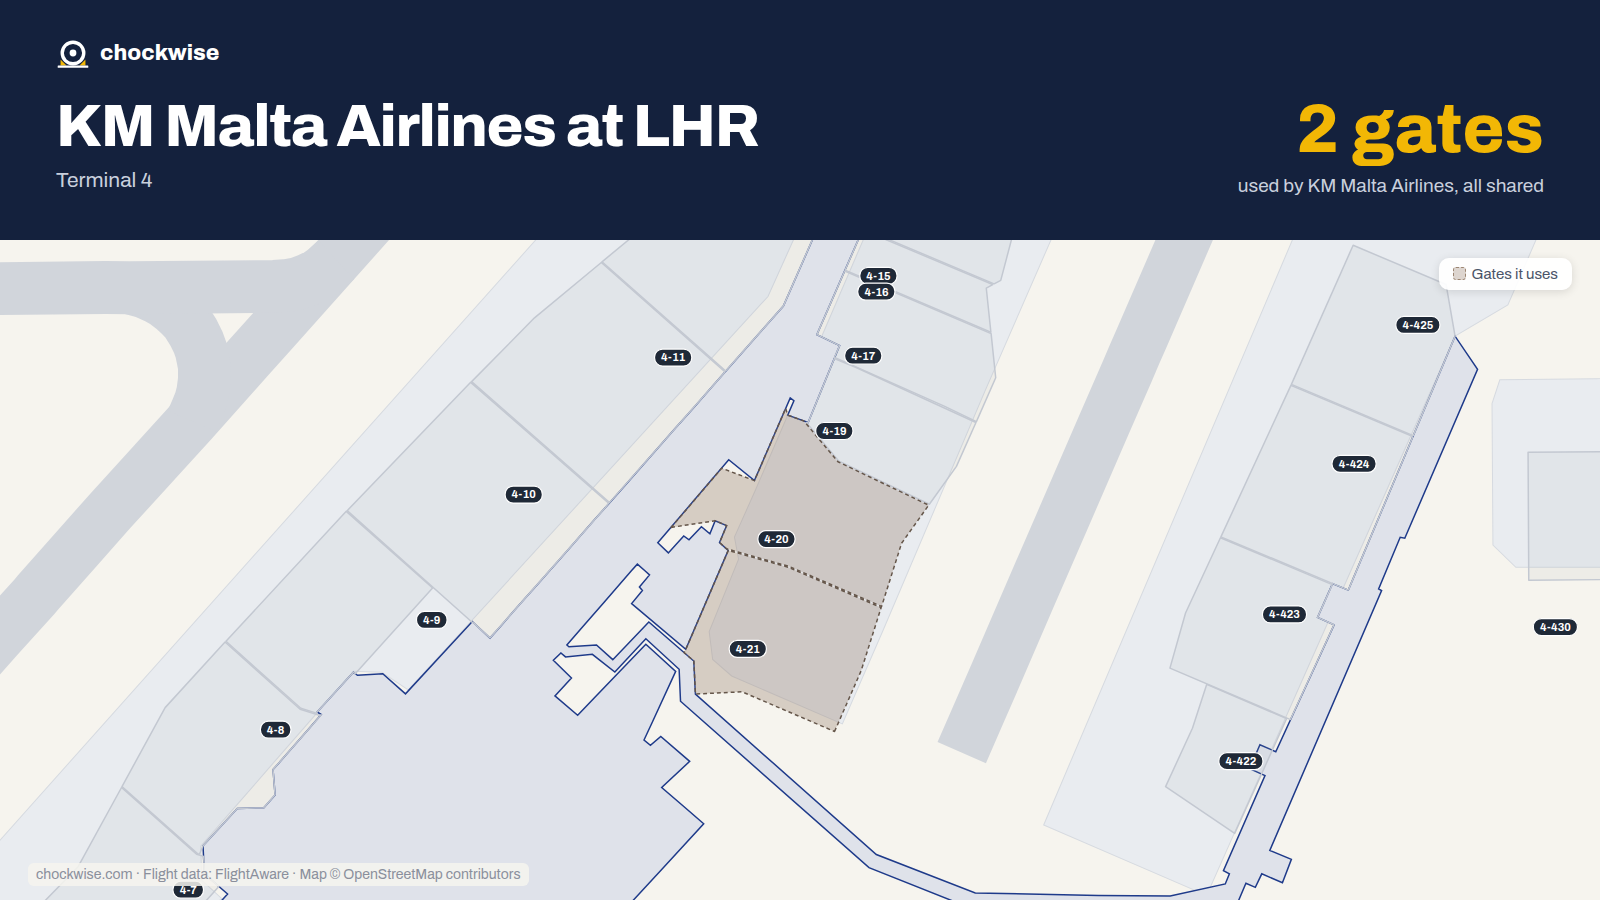 chockwise
KM Malta Airlines at LHR
Terminal 4
2 gates
used by KM Malta Airlines, all shared
Gates it uses
4-15
4-16
4-425
4-11
4-17
4-19
4-424
4-10
4-20
4-9
4-423
4-430
4-21
4-8
4-422
chockwise.com · Flight data: FlightAware · Map © OpenStreetMap contributors
4-7